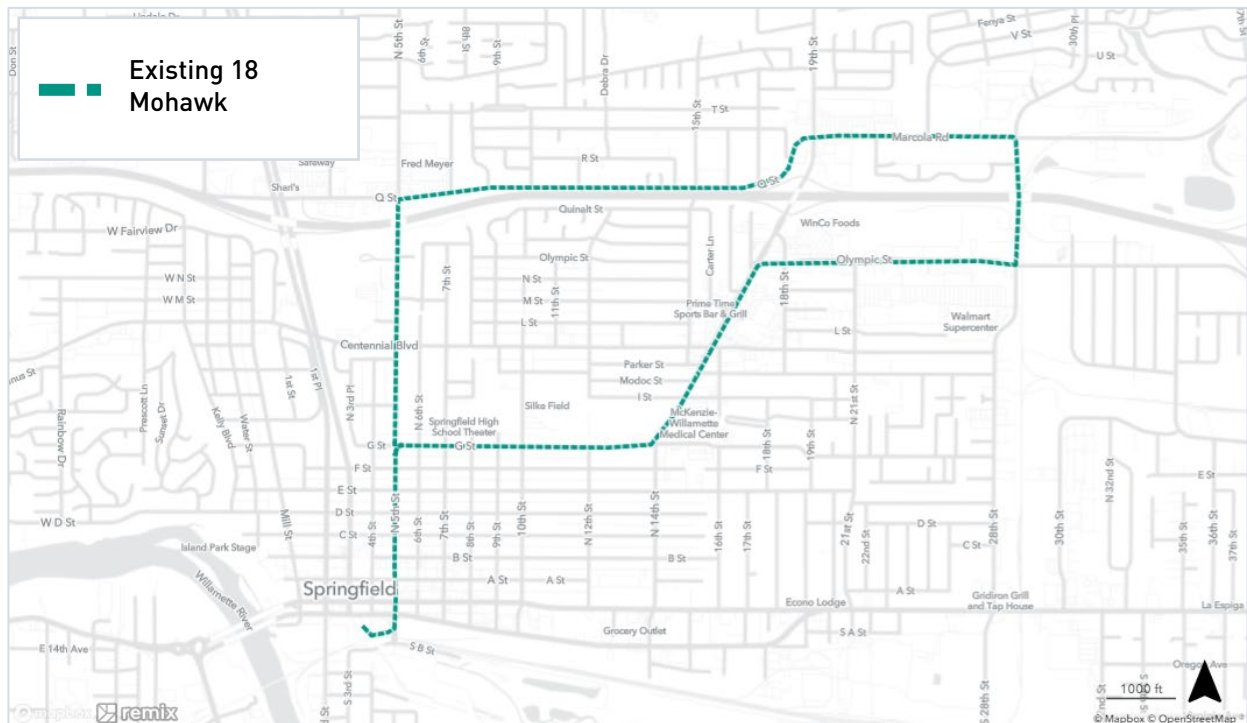 Existing 18
Mohawk
N 5th St
6th St
8th St
9th St
Debra Dr
19th St
Fenya St
V St
30th Pl
U St
15th St
T St
Marcola Rd
R St
Safeway
Fred Meyer
Shari's
Q St
Q St
Quinalt St
WinCo Foods
W Fairview Dr
Olympic St
Olympic St
Carter Ln
7th St
W N St
N St
18th St
W M St
M St
11th St
Prime Time
Sports Bar & Grill
L St
L St
Walmart
Supercenter
Centennial Blvd
1st St
1st Pl
Parker St
Modoc St
I St
Prescott Ln
Sunset Dr
Kelly Blvd
Water St
N 3rd Pl
N 6th St
Silke Field
N 21st St
Rainbow Dr
Springfield High
School Theater
McKenzie-
Willamette
Medical Center
G St
G St
18th St
19th St
F St
F St
E St
E St
N 32nd St
W D St
Mill St
D St
D St
C St
C St
4th St
N 5th St
6th St
7th St
8th St
9th St
10th St
N 12th St
N 14th St
16th St
17th St
21st St
22nd St
28th St
30th St
35th St
36th St
37th St
Island Park Stage
B St
B St
Willamette River
Springfield
A St
A St
A St
Econo Lodge
Gridiron Grill
and Tap House
La Espiga
Grocery Outlet
S A St
E 14th Ave
S B St
S 3rd St
S 28th St
1000 ft
mapbox
remix
© Mapbox © OpenStreetMap